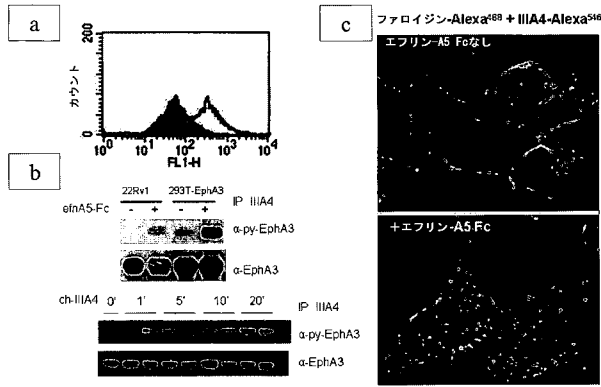 a
200
カウント
0
10⁰ 10¹ 10² 10³ 10⁴
FL1-H
b
22Rv1 293T-EphA3
IP IIIA4
efnA5-Fc - + - +
α-py-EphA3
α-EphA3
ch-IIIA4 0' 1' 5' 10' 20' IP IIIA4
α-py-EphA3
α-EphA3
c
ファロイジン-Alexa⁴⁸⁸ + IIIA4-Alexa⁵⁴⁶
エフリン-A5 Fcなし
+エフリン-A5 Fc